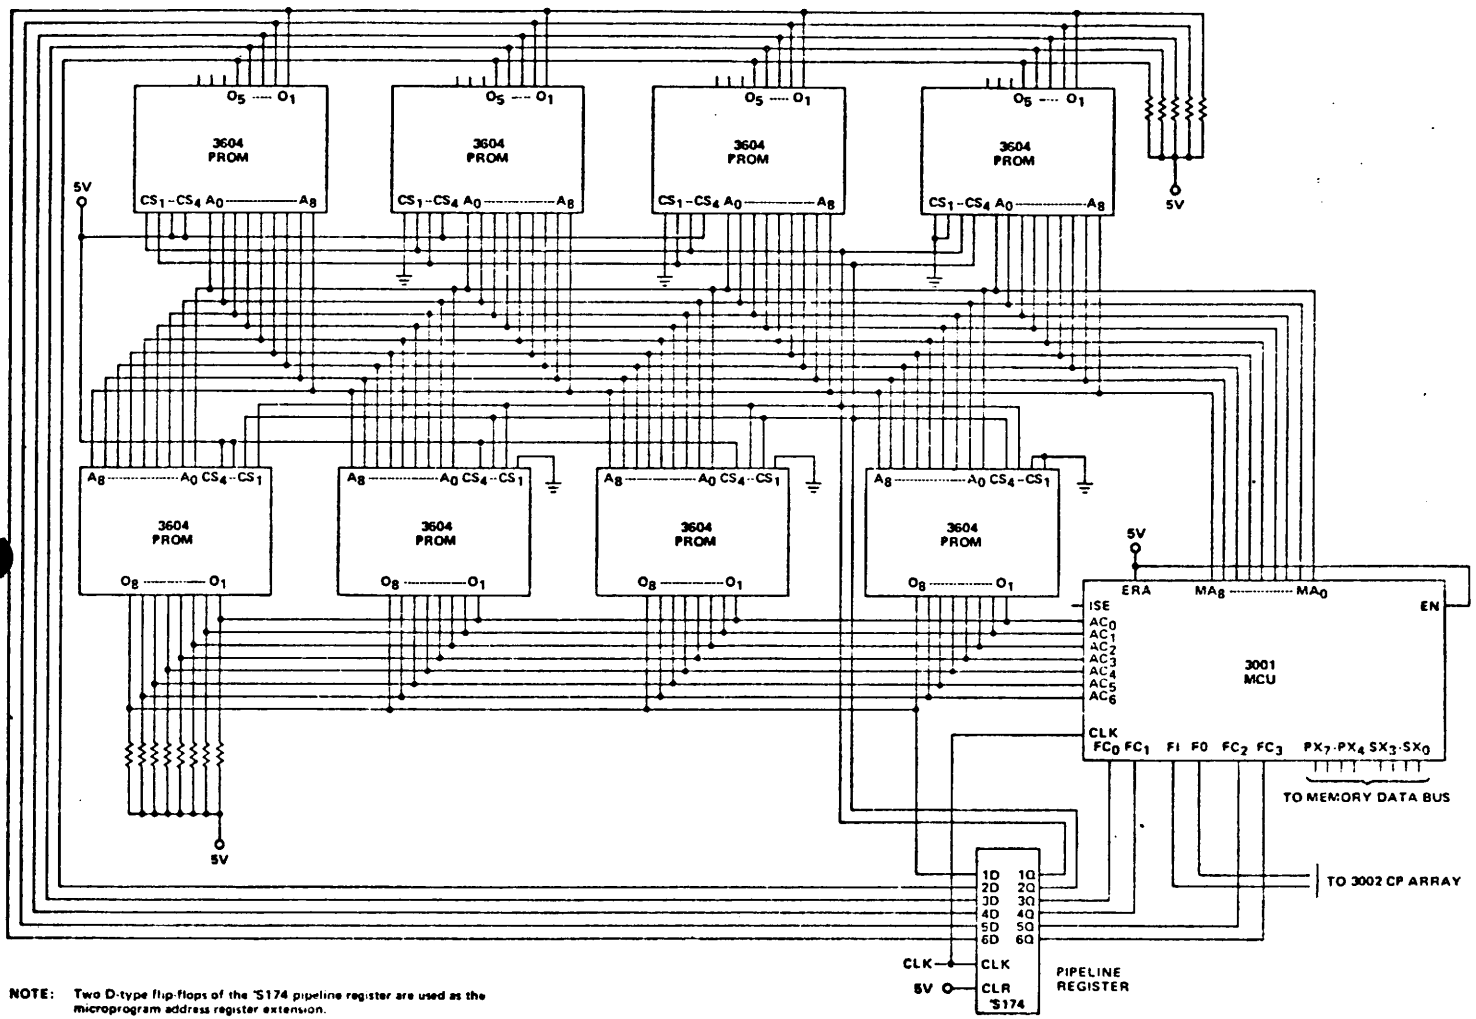 O5 ---- O1
O5 ---- O1
O5 ---- O1
O5 ---- O1
3604
PROM
3604
PROM
3604
PROM
3604
PROM
5V
CS1-CS4 A0 ---- A8
CS1-CS4 A0 ---- A8
CS1-CS4 A0 ---- A8
CS1-CS4 A0 ---- A8
5V
A8 ---- A0 CS4-CS1
A8 ---- A0 CS4-CS1
A8 ---- A0 CS4-CS1
A8 ---- A0 CS4-CS1
3604
PROM
3604
PROM
3604
PROM
3604
PROM
O8 ---- O1
O8 ---- O1
O8 ---- O1
O8 ---- O1
5V
ERA
MA8 ---- MA0
ISE
EN
AC0
AC1
AC2
AC3
AC4
AC5
AC6
3001
MCU
CLK
FC0 FC1 FI FO FC2 FC3 PX7-PX4 SX3-SX0
TO MEMORY DATA BUS
5V
1D 1Q
2D 2Q
3D 3Q
4D 4Q
5D 5Q
6D 6Q
TO 3002 CP ARRAY
CLK CLK
5V CLR
'S174
PIPELINE
REGISTER
NOTE: Two D-type flip-flops of the 'S174 pipeline register are used as the
microprogram address register extension.